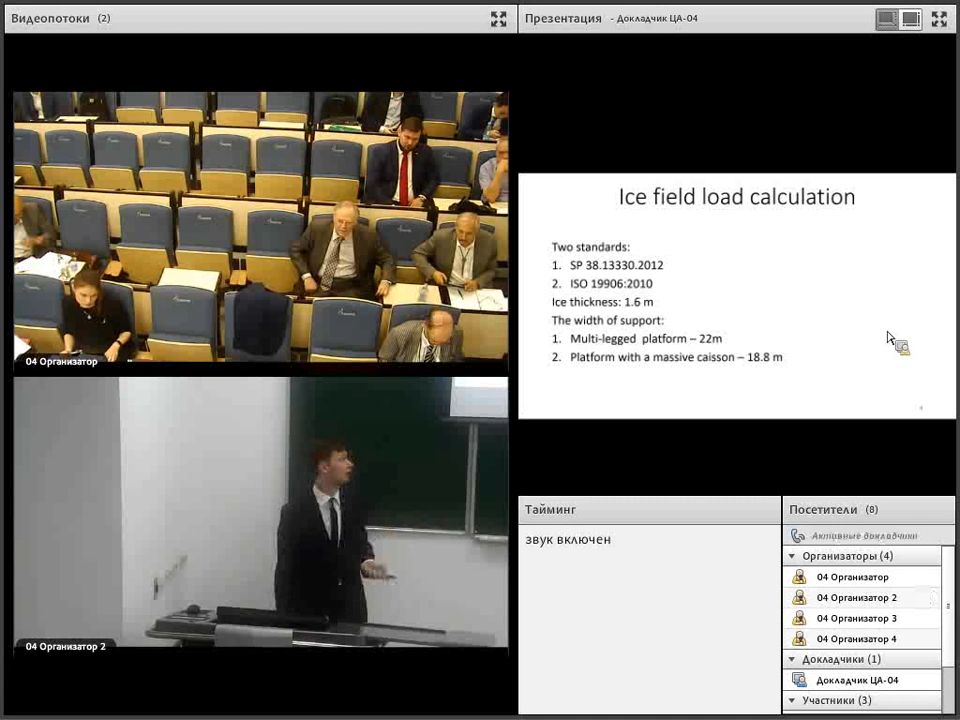 Видеопотоки (2)
Презентация - Докладчик ЦА-04
04 Организатор
04 Организатор 2
Ice field load calculation
Two standards:
1. SP 38.13330.2012
2. ISO 19906:2010
Ice thickness: 1.6 m
The width of support:
1. Multi-legged platform – 22m
2. Platform with a massive caisson – 18.8 m
Тайминг
звук включен
Посетители (8)
Активные докладчики
Организаторы (4)
04 Организатор
04 Организатор 2
04 Организатор 3
04 Организатор 4
Докладчики (1)
Докладчик ЦА-04
Участники (3)